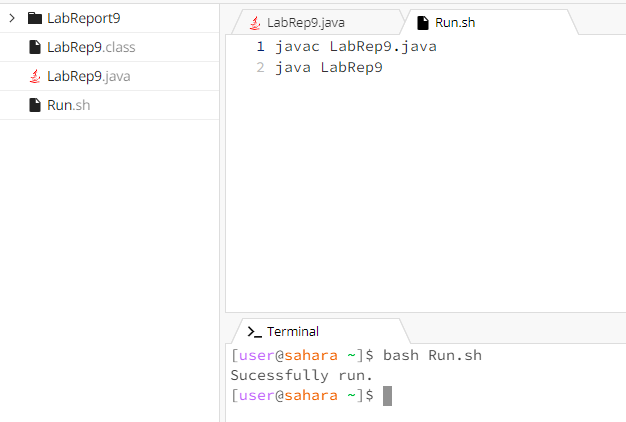 LabReport9
LabRep9.class
LabRep9.java
Run.sh
LabRep9.java
Run.sh
1 javac LabRep9.java
2 java LabRep9
>_ Terminal
[user@sahara ~]$ bash Run.sh
Sucessfully run.
[user@sahara ~]$